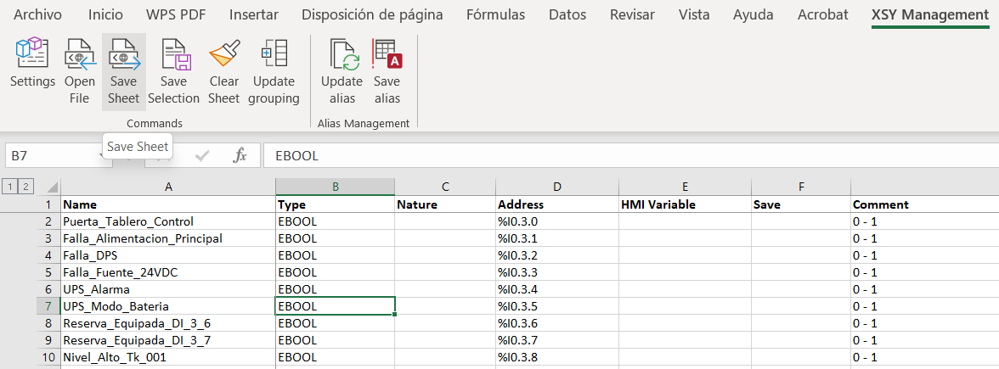 Archivo Inicio WPS PDF Insertar Disposición de página Fórmulas Datos Revisar Vista Ayuda Acrobat XSY Management
Settings Open File Save Sheet Save Selection Clear Sheet Update grouping Update alias Save alias
Commands Alias Management
Save Sheet
B7 fx EBOOL
1 2 A B C D E F
1 Name Type Nature Address HMI Variable Save Comment
2 Puerta_Tablero_Control EBOOL %I0.3.0 0 - 1
3 Falla_Alimentacion_Principal EBOOL %I0.3.1 0 - 1
4 Falla_DPS EBOOL %I0.3.2 0 - 1
5 Falla_Fuente_24VDC EBOOL %I0.3.3 0 - 1
6 UPS_Alarma EBOOL %I0.3.4 0 - 1
7 UPS_Modo_Bateria EBOOL %I0.3.5 0 - 1
8 Reserva_Equipada_DI_3_6 EBOOL %I0.3.6 0 - 1
9 Reserva_Equipada_DI_3_7 EBOOL %I0.3.7 0 - 1
10 Nivel_Alto_Tk_001 EBOOL %I0.3.8 0 - 1